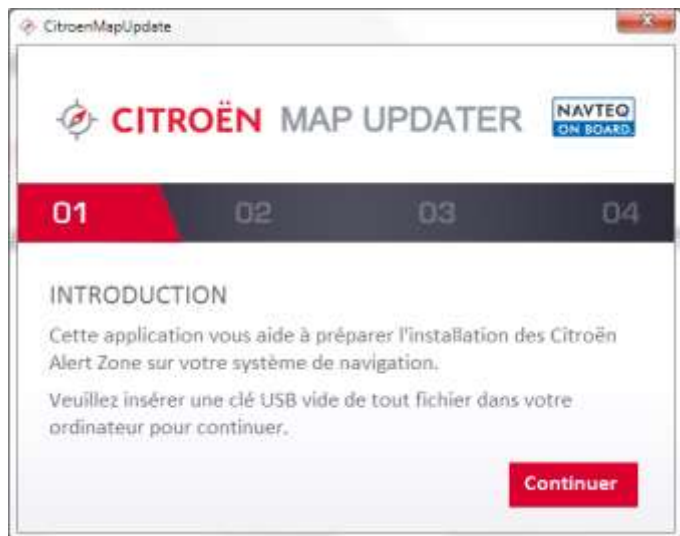 CitroenMapUpdate
CITROËN MAP UPDATER
NAVTEQ
ON BOARD.
01 02 03 04
INTRODUCTION
Cette application vous aide à préparer l'installation des Citroën
Alert Zone sur votre système de navigation.
Veuillez insérer une clé USB vide de tout fichier dans votre
ordinateur pour continuer.
Continuer